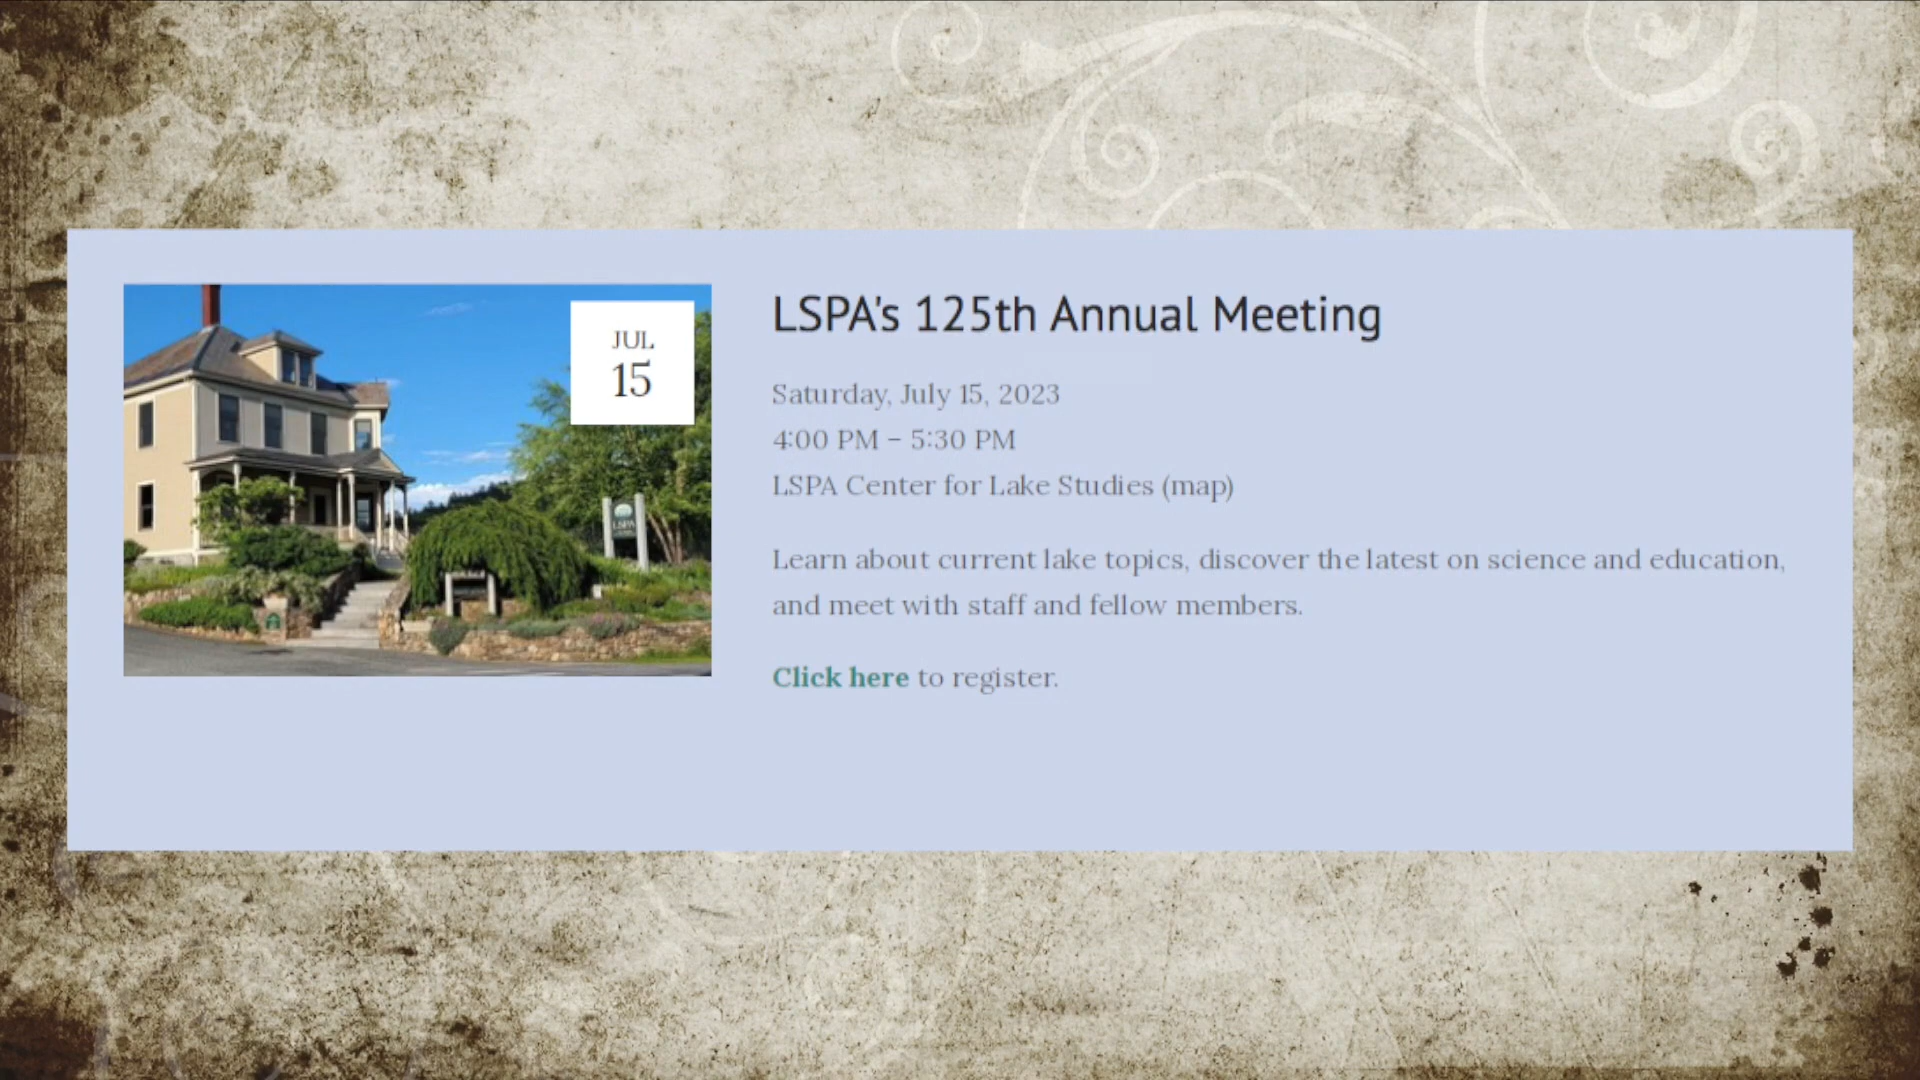 JUL
15
LSPA
LSPA's 125th Annual Meeting
Saturday, July 15, 2023
4:00 PM – 5:30 PM
LSPA Center for Lake Studies (map)
Learn about current lake topics, discover the latest on science and education,
and meet with staff and fellow members.
Click here to register.